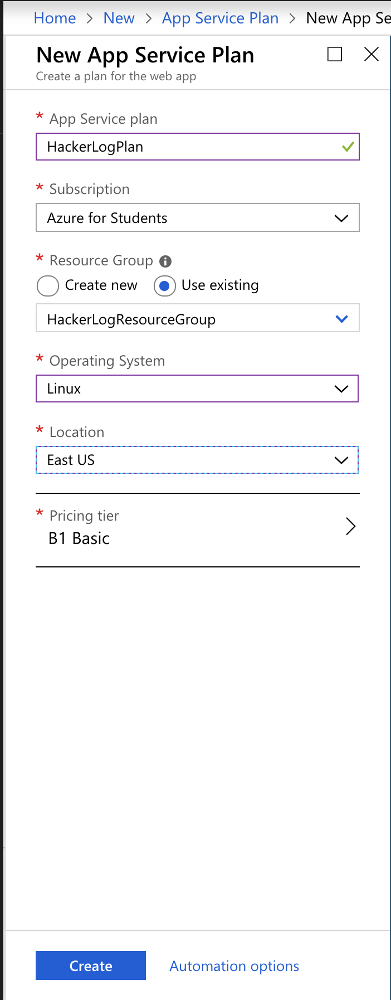 Home > New > App Service Plan > New App Se
New App Service Plan
Create a plan for the web app
* App Service plan
HackerLogPlan
* Subscription
Azure for Students
* Resource Group
Create new Use existing
HackerLogResourceGroup
* Operating System
Linux
* Location
East US
* Pricing tier
B1 Basic
Create Automation options